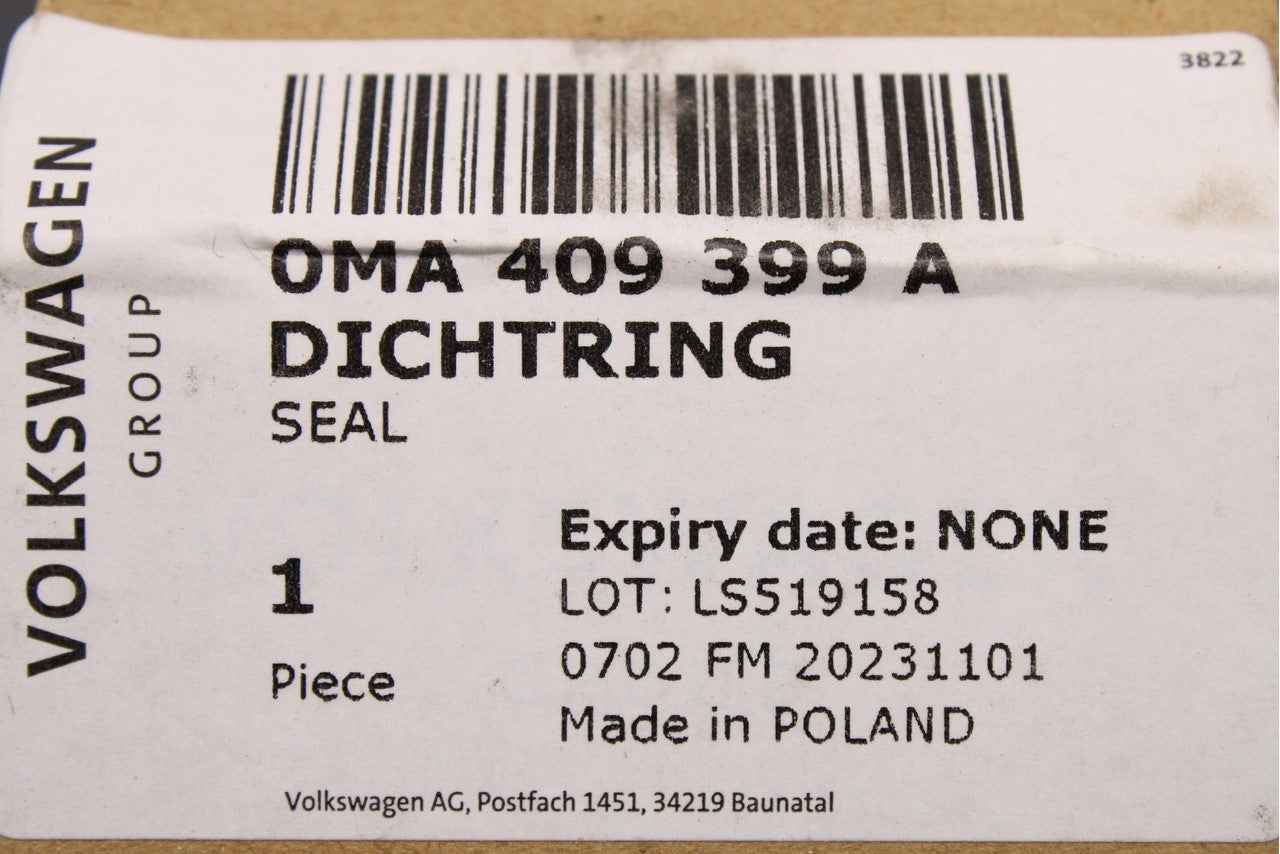 3822
VOLKSWAGEN
GROUP
0MA 409 399 A
DICHTRING
SEAL
1
Piece
Expiry date: NONE
LOT: LS519158
0702 FM 20231101
Made in POLAND
Volkswagen AG, Postfach 1451, 34219 Baunatal